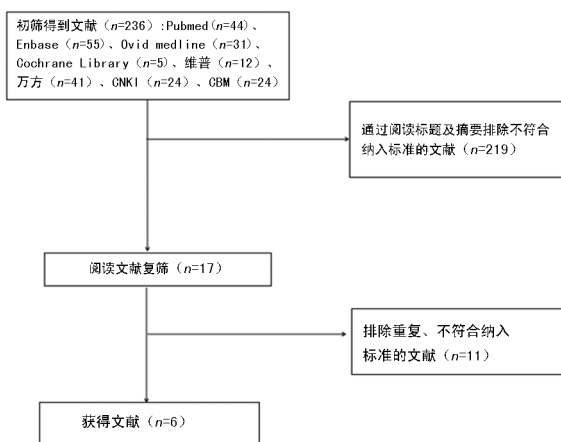 初筛得到文献（n=236）:Pubmed(n=44)、
Enbase（n=55)、Ovid medline（n=31）、
Cochrane Library（n=5)、维普（n=12）、
万方（n=41）、CNKI（n=24）、CBM（n=24）
通过阅读标题及摘要排除不符合
纳入标准的文献（n=219）
阅读文献复筛（n=17）
排除重复、不符合纳入
标准的文献（n=11）
获得文献（n=6）